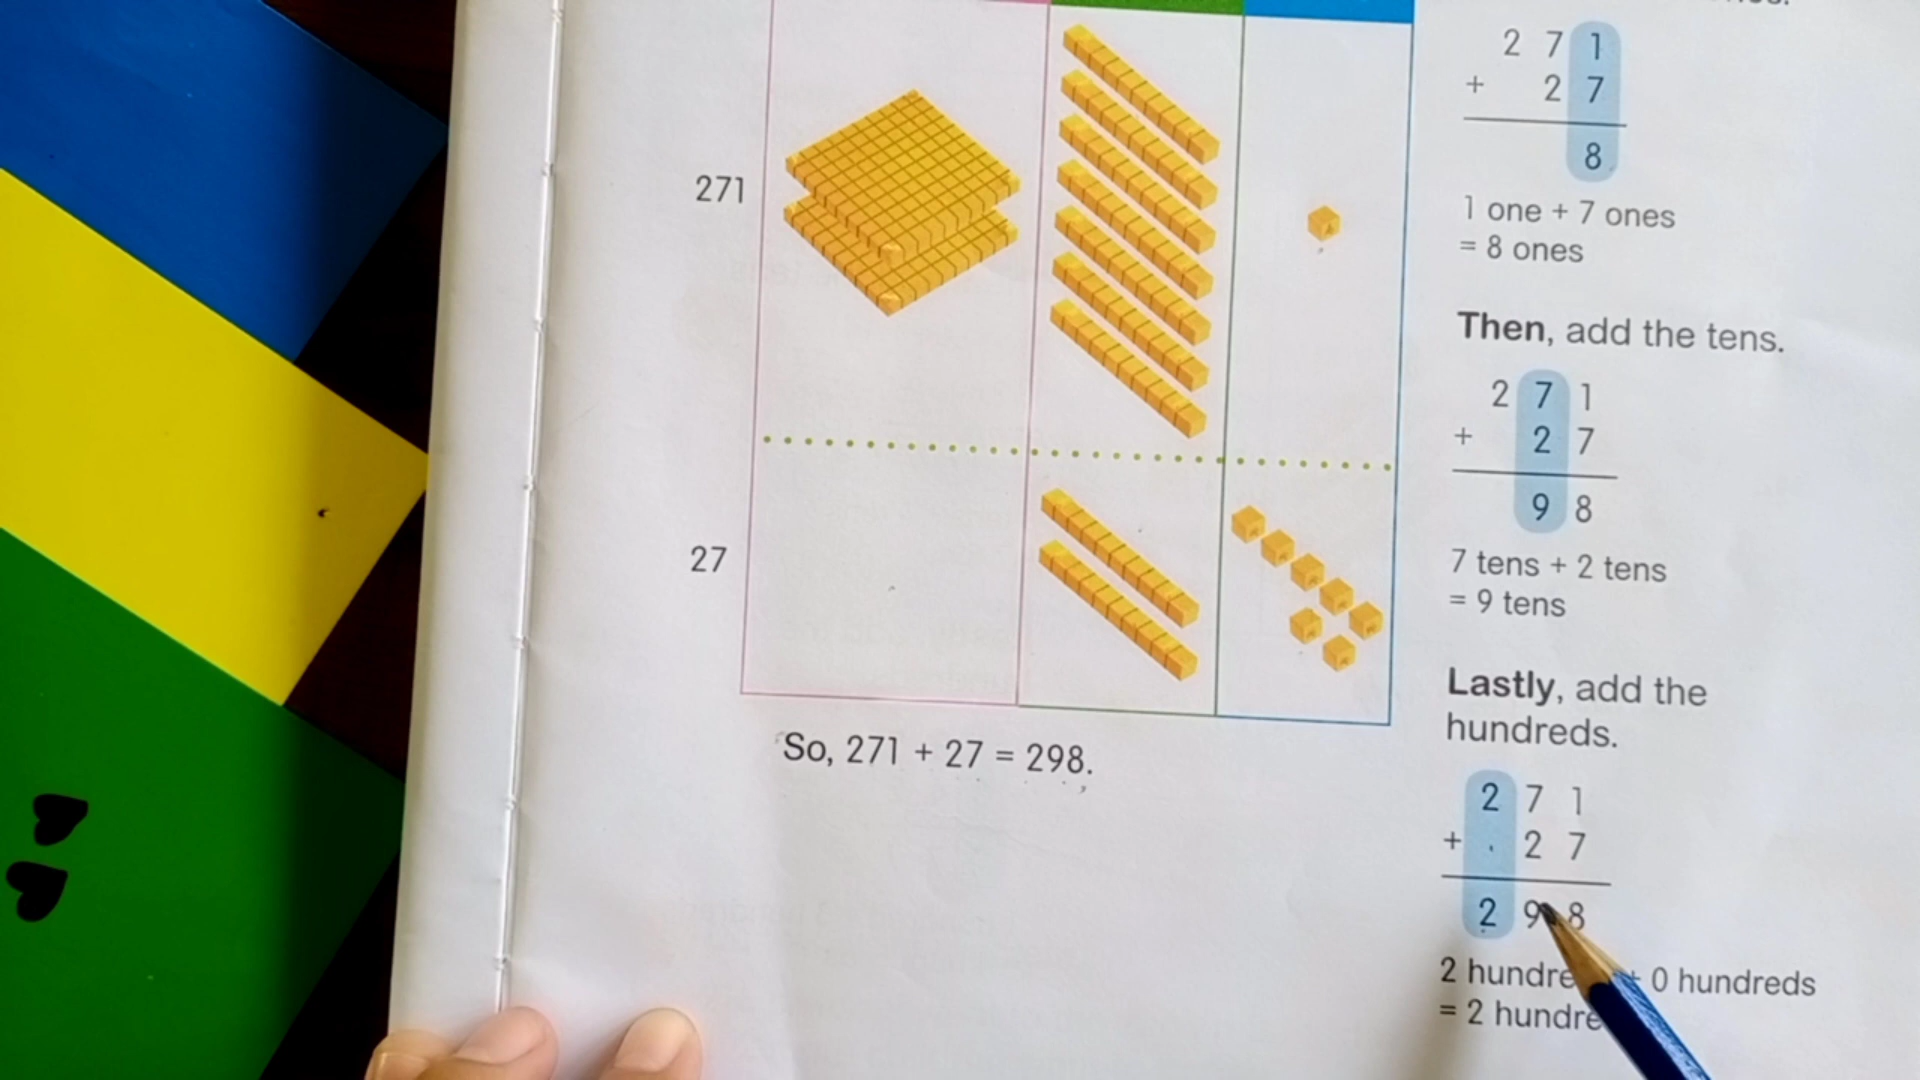 271
27
So, 271 + 27 = 298.
2 7 1
+ 2 7
8
1 one + 7 ones
= 8 ones
Then, add the tens.
2 7 1
+ 2 7
9 8
7 tens + 2 tens
= 9 tens
Lastly, add the
hundreds.
2 7 1
+ 2 7
2 9 8
2 + 0 hundreds
= 2